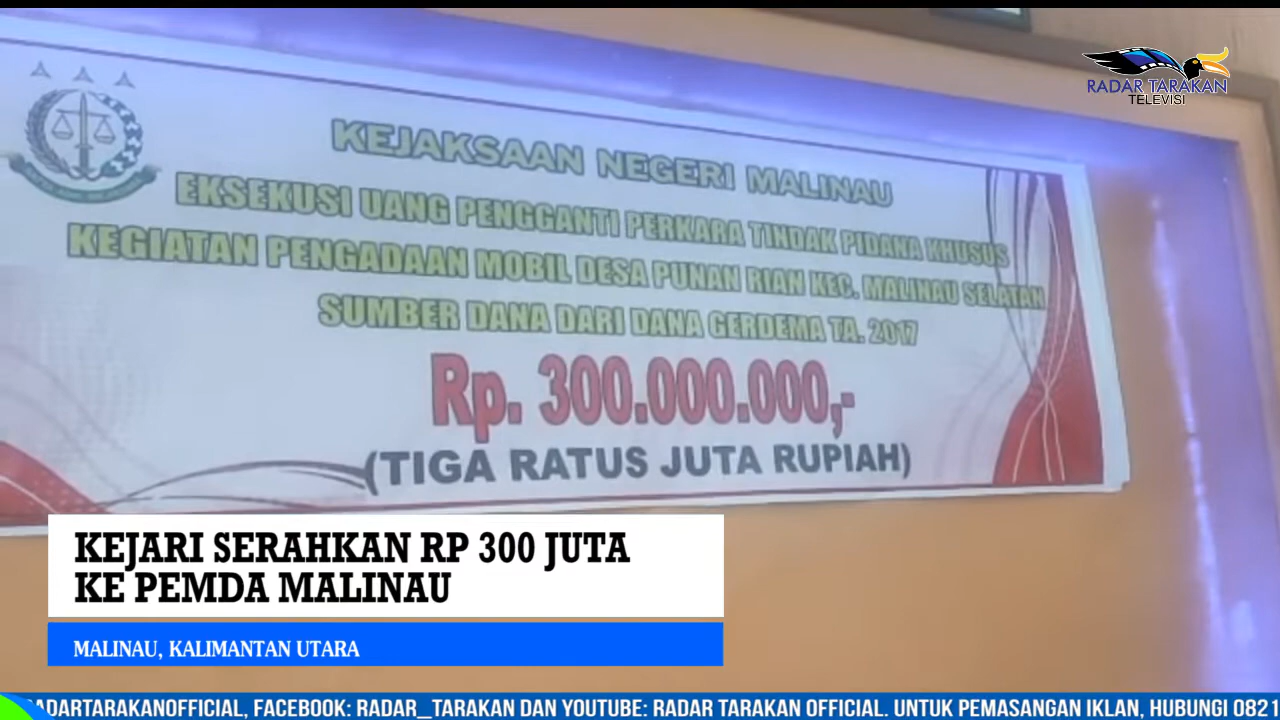 RADAR TARAKAN
TELEVISI
KEJAKSAAN NEGERI MALINAU
EKSEKUSI UANG PENGGANTI PERKARA TINDAK PIDANA KHUSUS
KEGIATAN PENGADAAN MOBIL DESA PUNAN RIAN KEC. MALINAU SELATAN
SUMBER DANA DARI DANA GERDEMA TA. 2017
Rp. 300.000.000,-
(TIGA RATUS JUTA RUPIAH)
KEJARI SERAHKAN RP 300 JUTA
KE PEMDA MALINAU
MALINAU, KALIMANTAN UTARA
ADARTARAKANOFFICIAL, FACEBOOK: RADAR_TARAKAN DAN YOUTUBE: RADAR TARAKAN OFFICIAL. UNTUK PEMASANGAN IKLAN, HUBUNGI 0821